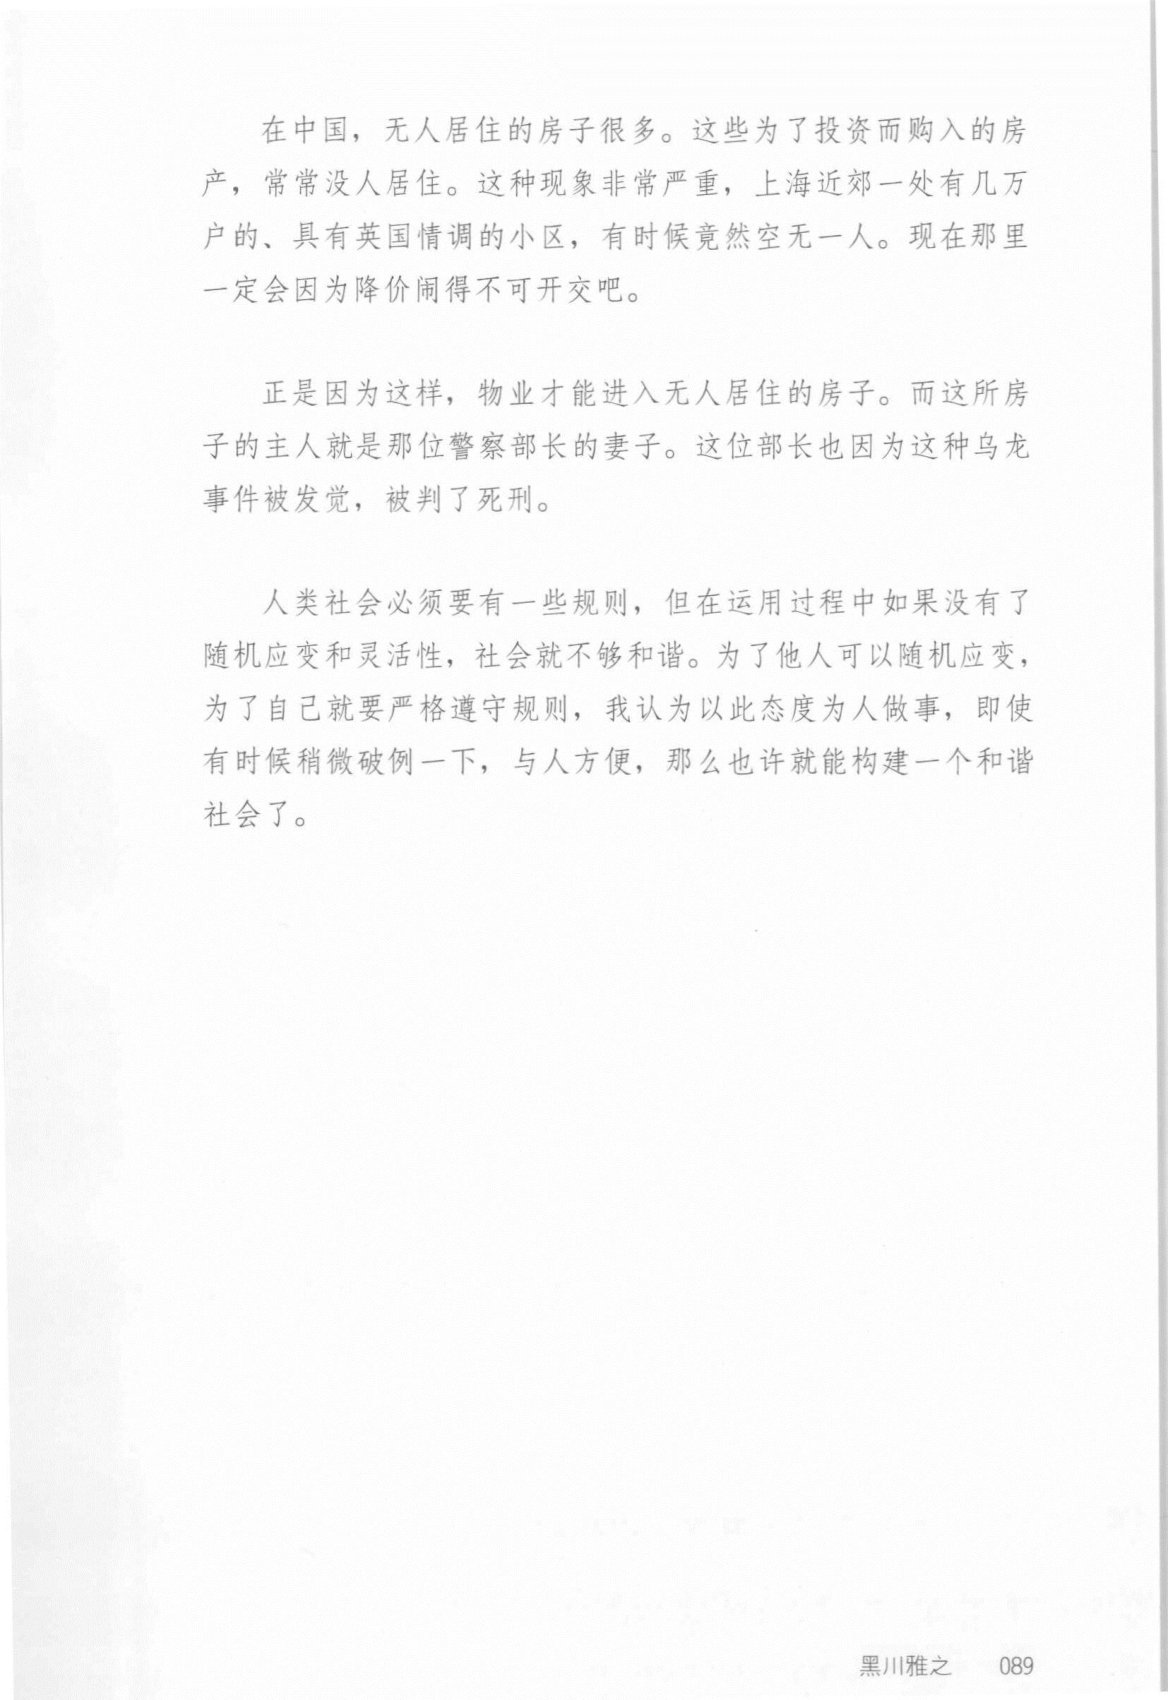 在中国，无人居住的房子很多。这些为了投资而购入的房
产，常常没人居住。这种现象非常严重，上海近郊一处有几万
户的、具有英国情调的小区，有时候竟然空无一人。现在那里
一定会因为降价闹得不可开交吧。
正是因为这样，物业才能进入无人居住的房子。而这所房
子的主人就是那位警察部长的妻子。这位部长也因为这种乌龙
事件被发觉，被判了死刑。
人类社会必须要有一些规则，但在运用过程中如果没有了
随机应变和灵活性，社会就不够和谐。为了他人可以随机应变，
为了自己就要严格遵守规则，我认为以此态度为人做事，即使
有时候稍微破例一下，与人方便，那么也许就能构建一个和谐
社会了。
黑川雅之 089